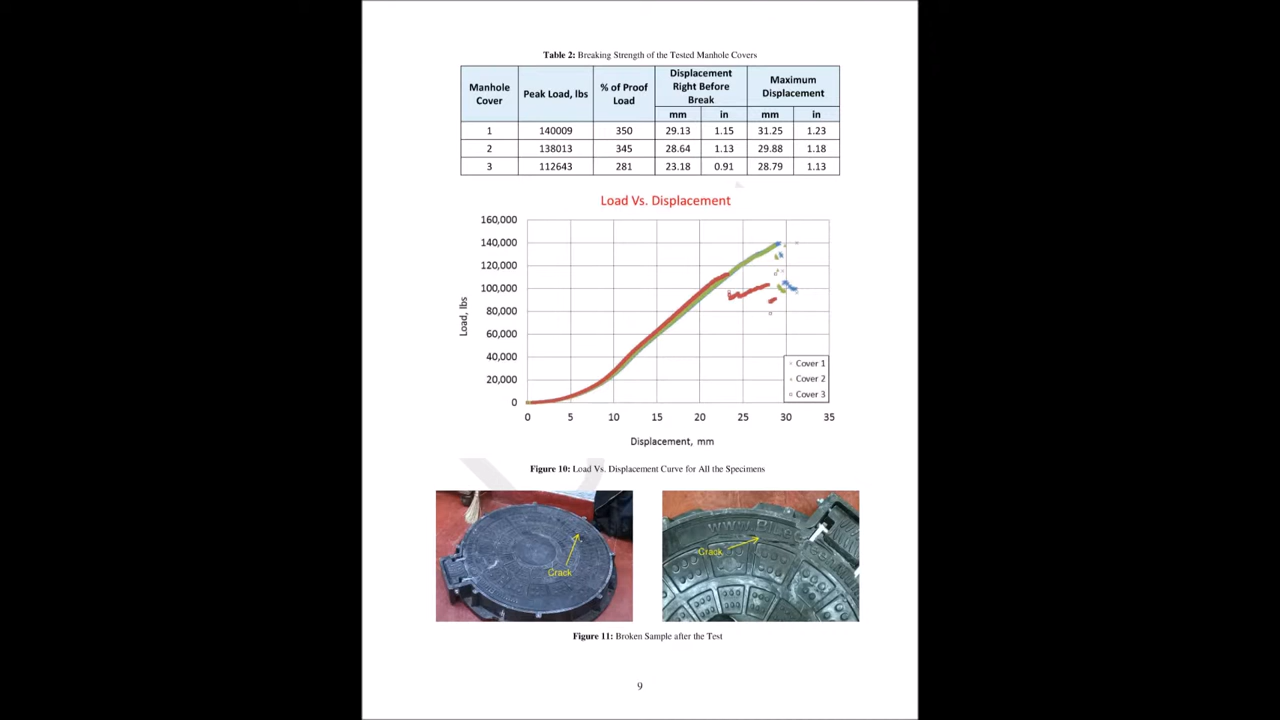 Table 2: Breaking Strength of the Tested Manhole Covers
Manhole Cover Peak Load, lbs % of Proof Load Displacement Right Before Break Maximum Displacement
mm in mm in
1 140009 350 29.13 1.15 31.25 1.23
2 138013 345 28.64 1.13 29.88 1.18
3 112643 281 23.18 0.91 28.79 1.13
Load Vs. Displacement
160,000
140,000
120,000
100,000
80,000
60,000
40,000
20,000
0
Load, lbs
Cover 1
Cover 2
Cover 3
0 5 10 15 20 25 30 35
Displacement, mm
Figure 10: Load Vs. Displacement Curve for All the Specimens
Crack
Crack
Figure 11: Broken Sample after the Test
9